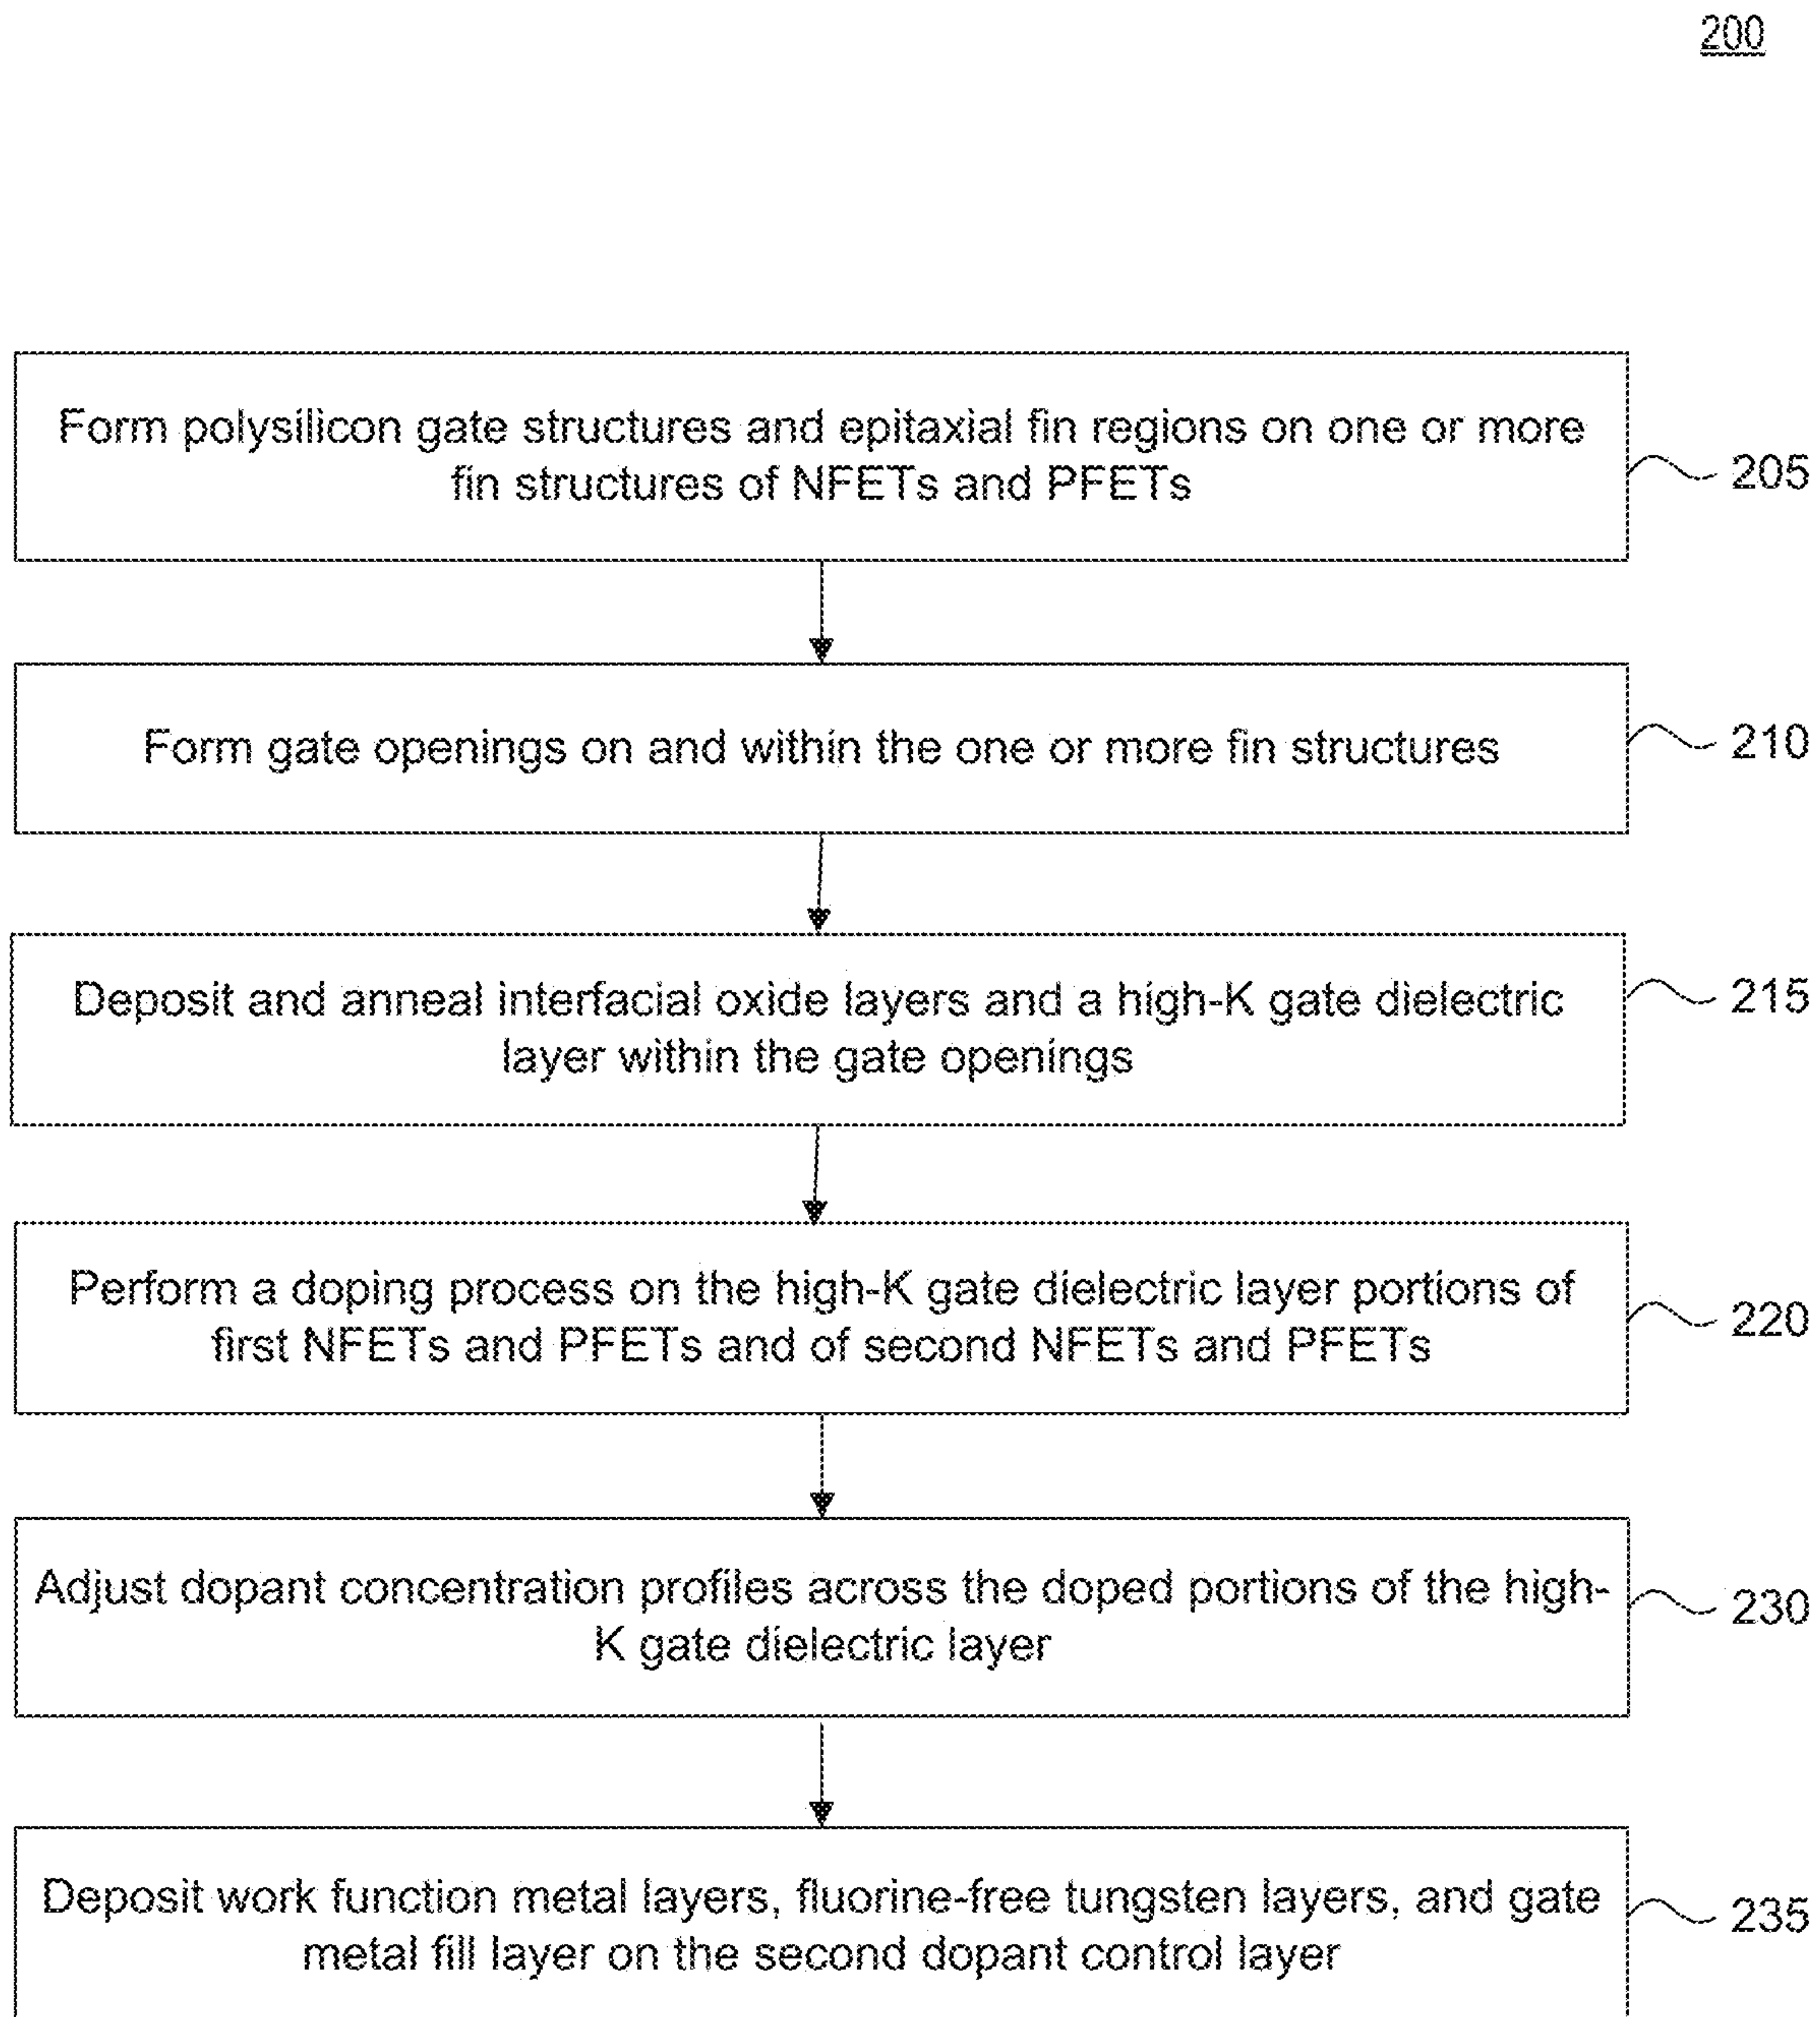 200
Form polysilicon gate structures and epitaxial fin regions on one or more
fin structures of NFETs and PFETs
205
Form gate openings on and within the one or more fin structures
210
Deposit and anneal interfacial oxide layers and a high-K gate dielectric
layer within the gate openings
215
Perform a doping process on the high-K gate dielectric layer portions of
first NFETs and PFETs and of second NFETs and PFETs
220
Adjust dopant concentration profiles across the doped portions of the high-
K gate dielectric layer
230
Deposit work function metal layers, fluorine-free tungsten layers, and gate
metal fill layer on the second dopant control layer
235